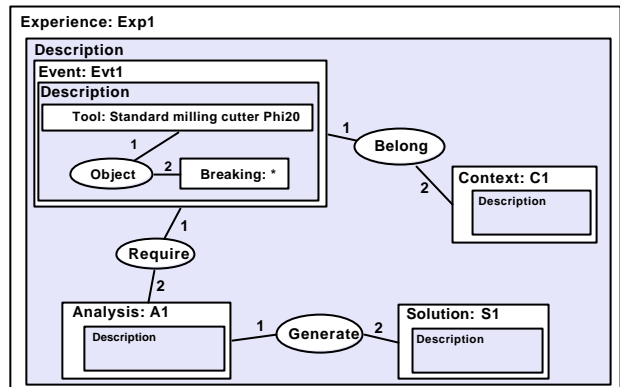 Experience: Exp1
Description
Event: Evt1
Description
Tool: Standard milling cutter Phi20
1
Object
2
Breaking: *
1
Belong
2
Context: C1
Description
1
Require
2
Analysis: A1
Description
1
Generate
2
Solution: S1
Description